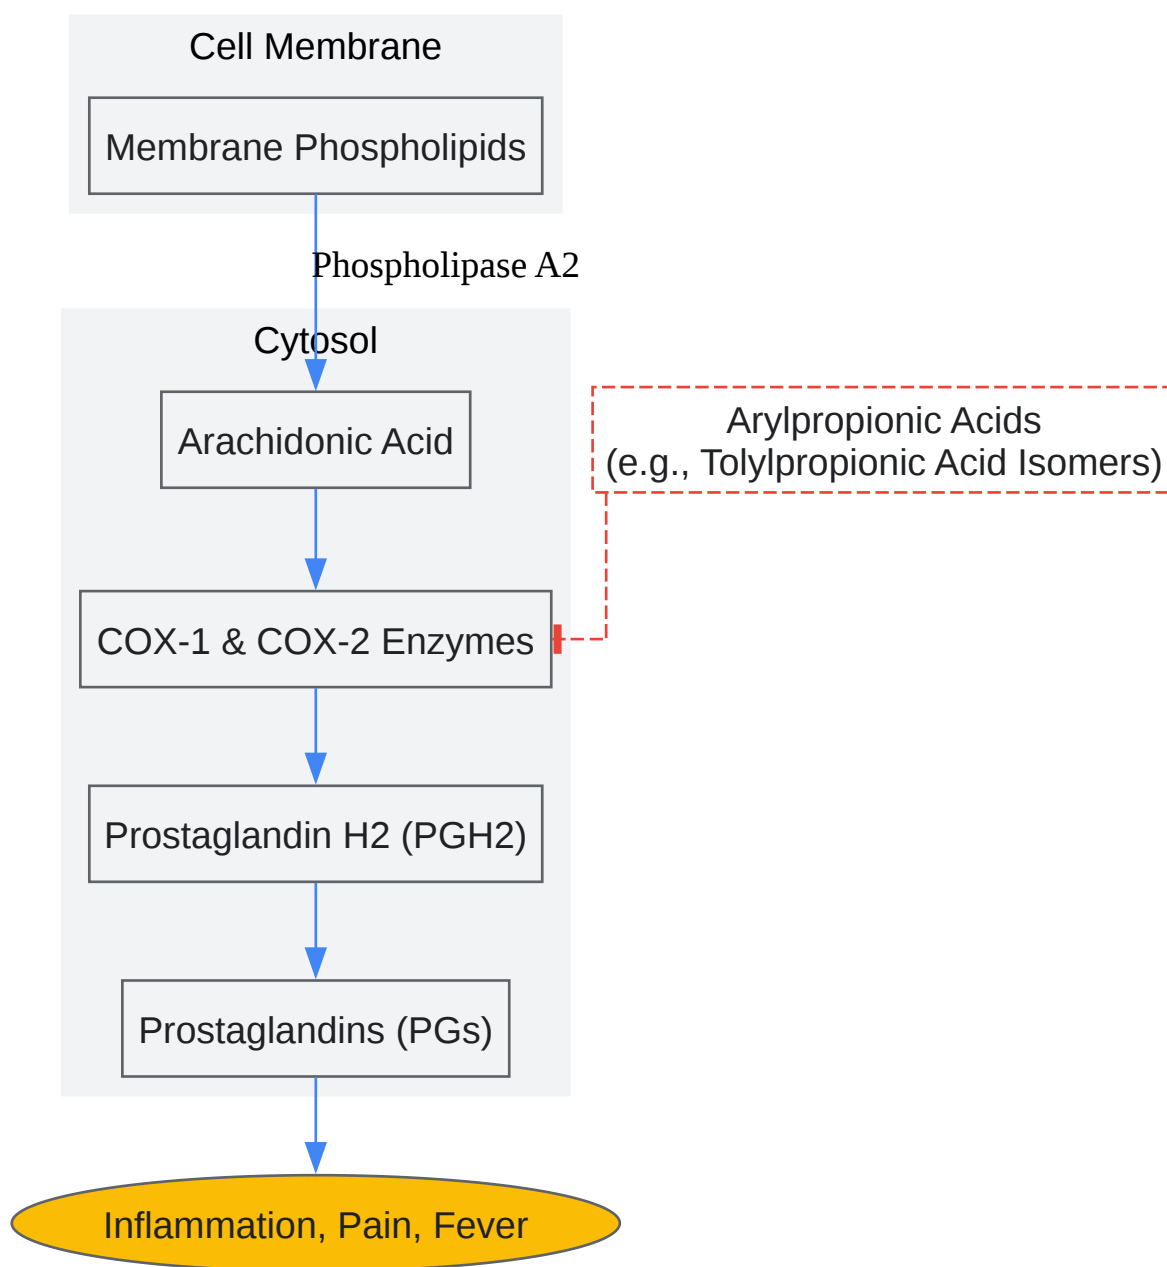 Cell Membrane
Membrane Phospholipids
Phospholipase A2
Cytosol
Arachidonic Acid
Arylpropionic Acids
(e.g., Tolylpropionic Acid Isomers)
COX-1 & COX-2 Enzymes
Prostaglandin H2 (PGH2)
Prostaglandins (PGs)
Inflammation, Pain, Fever